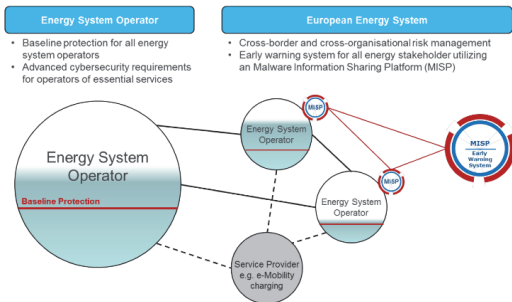 Energy System Operator
• Baseline protection for all energy
system operators
• Advanced cybersecurity requirements
for operators of essential services
European Energy System
• Cross-border and cross-organisational risk management
• Early warning system for all energy stakeholder utilizing
an Malware Information Sharing Platform (MISP)
Energy System
Operator
Baseline Protection
Energy System
Operator
MISP
Energy System
Operator
MISP
MISP
Early
Warning
System
Service Provider
e.g. e-Mobility
charging